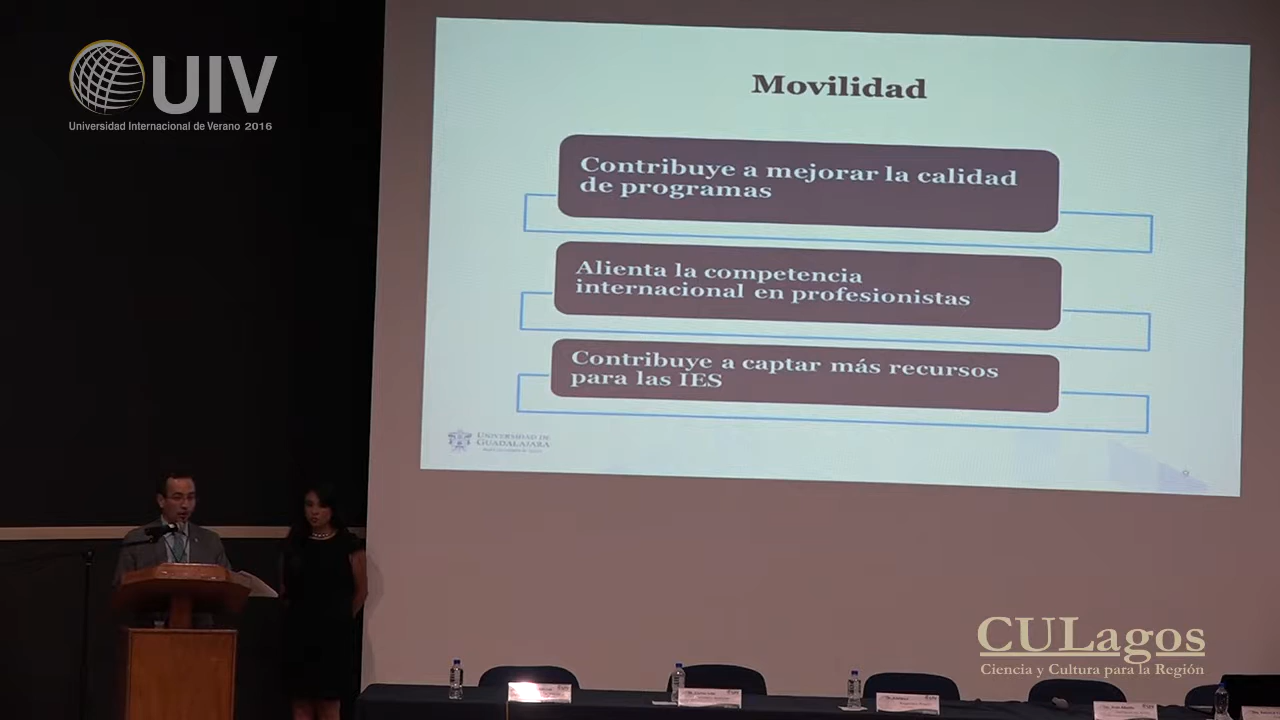 UIV
Universidad Internacional de Verano 2016
Movilidad
Contribuye a mejorar la calidad
de programas
Alienta la competencia
internacional en profesionistas
Contribuye a captar más recursos
para las IES
UNIVERSIDAD DE
GUADALAJARA
9
CULagos
Ciencia y Cultura para la Región